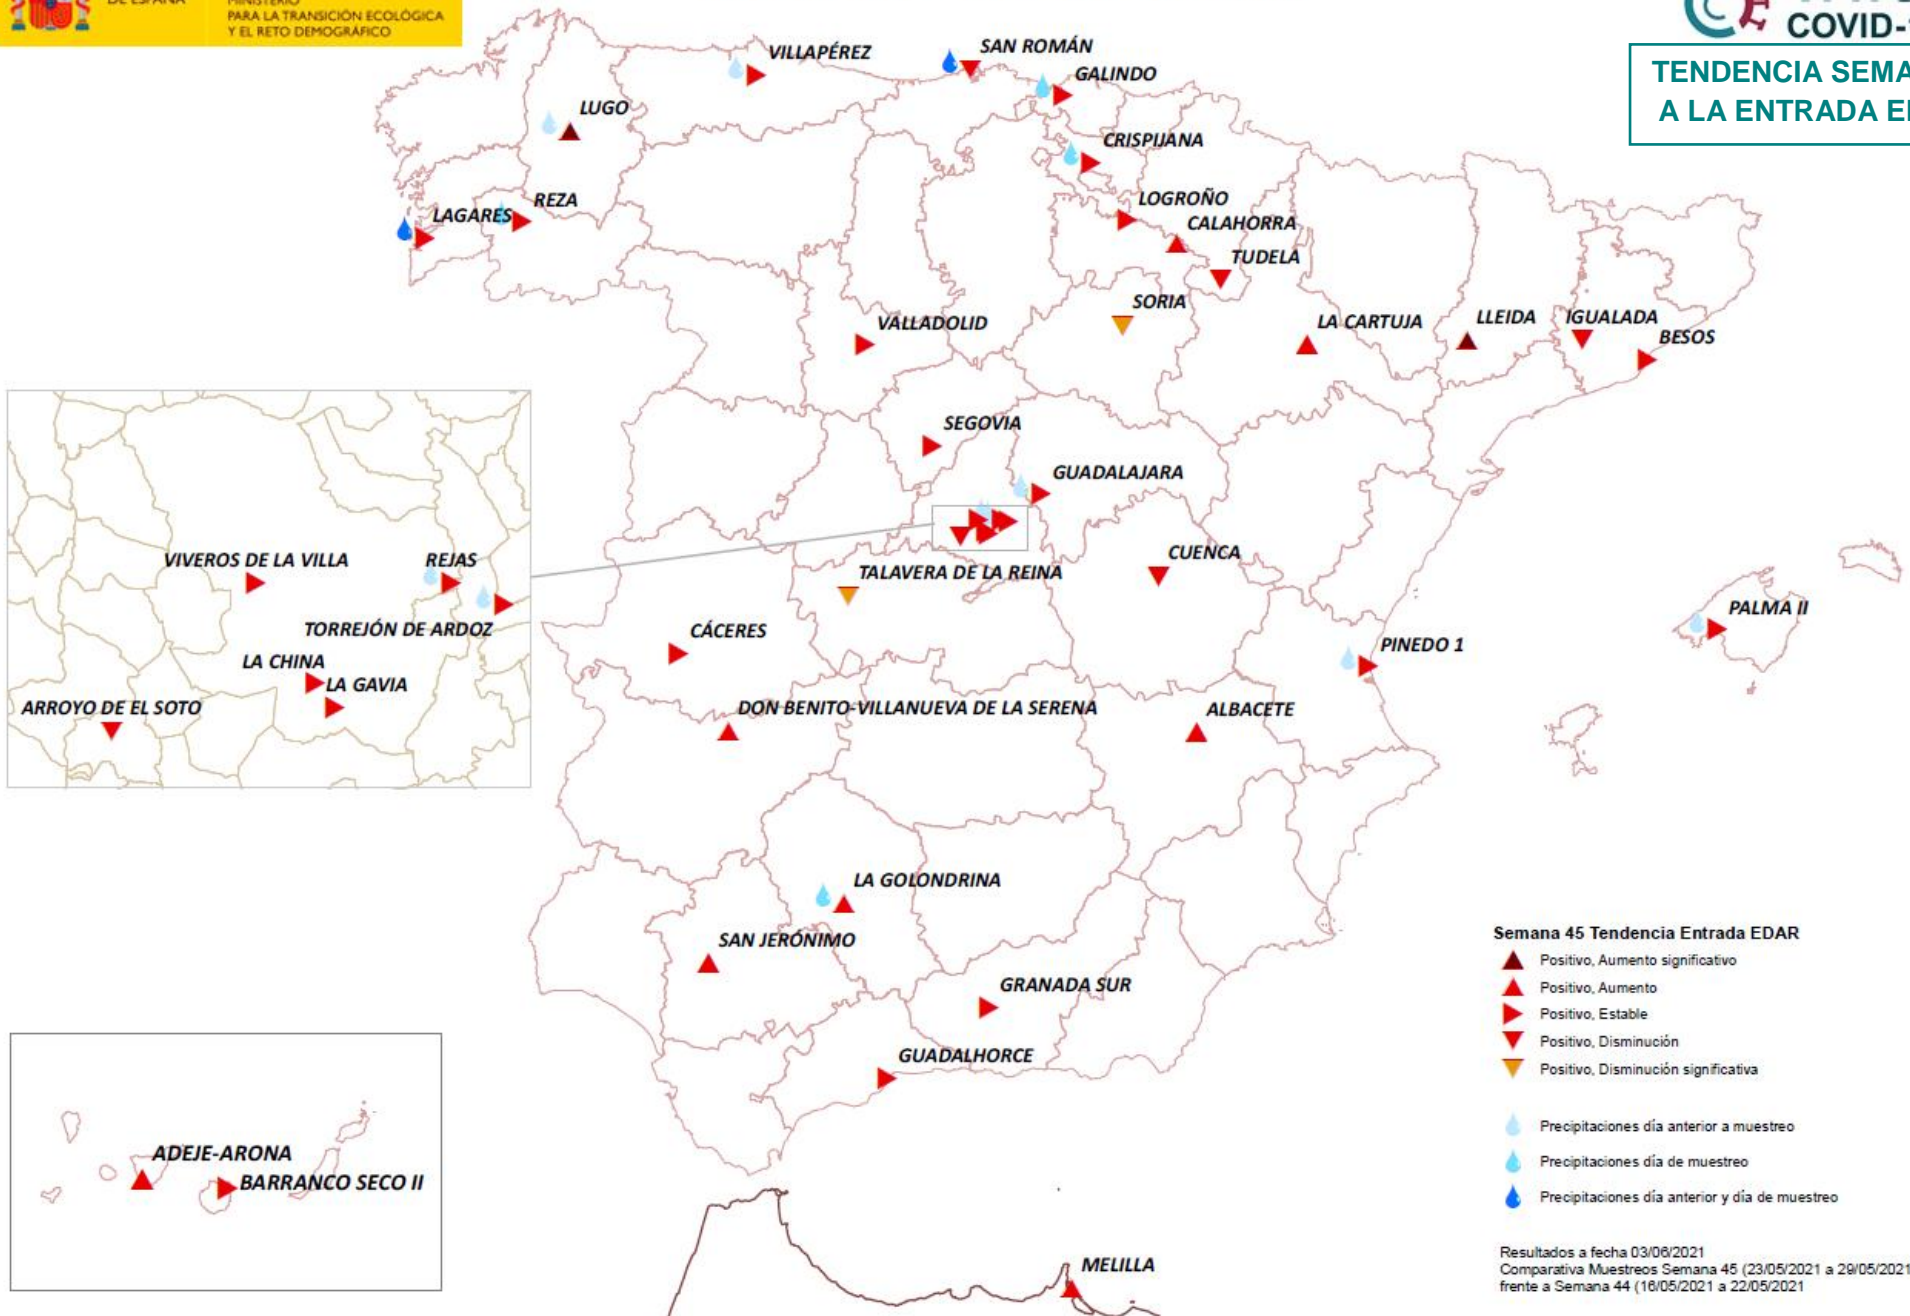 DE ESPAÑA
MINISTERIO
PARA LA TRANSICIÓN ECOLÓGICA
Y EL RETO DEMOGRÁFICO
COVID-1
TENDENCIA SEMA
A LA ENTRADA E
VILLAPÉREZ
SAN ROMÁN
GALINDO
LUGO
CRISPIJANA
REZA
LAGARES
LOGROÑO
CALAHORRA
TUDELA
SORIA
VALLADOLID
LA CARTUJA
LLEIDA
IGUALADA
BESOS
SEGOVIA
GUADALAJARA
CUENCA
TALAVERA DE LA REINA
VIVEROS DE LA VILLA
REJAS
TORREJÓN DE ARDOZ
LA CHINA
LA GAVIA
ARROYO DE EL SOTO
CÁCERES
PALMA II
PINEDO 1
DON BENITO-VILLANUEVA DE LA SERENA
ALBACETE
LA GOLONDRINA
SAN JERÓNIMO
GRANADA SUR
GUADALHORCE
ADEJE-ARONA
BARRANCO SECO II
MELILLA
Semana 45 Tendencia Entrada EDAR
Positivo, Aumento significativo
Positivo, Aumento
Positivo, Estable
Positivo, Disminución
Positivo, Disminución significativa
Precipitaciones día anterior a muestreo
Precipitaciones día de muestreo
Precipitaciones día anterior y día de muestreo
Resultados a fecha 03/06/2021
Comparativa Muestreos Semana 45 (23/05/2021 a 29/05/2021
frente a Semana 44 (16/05/2021 a 22/05/2021